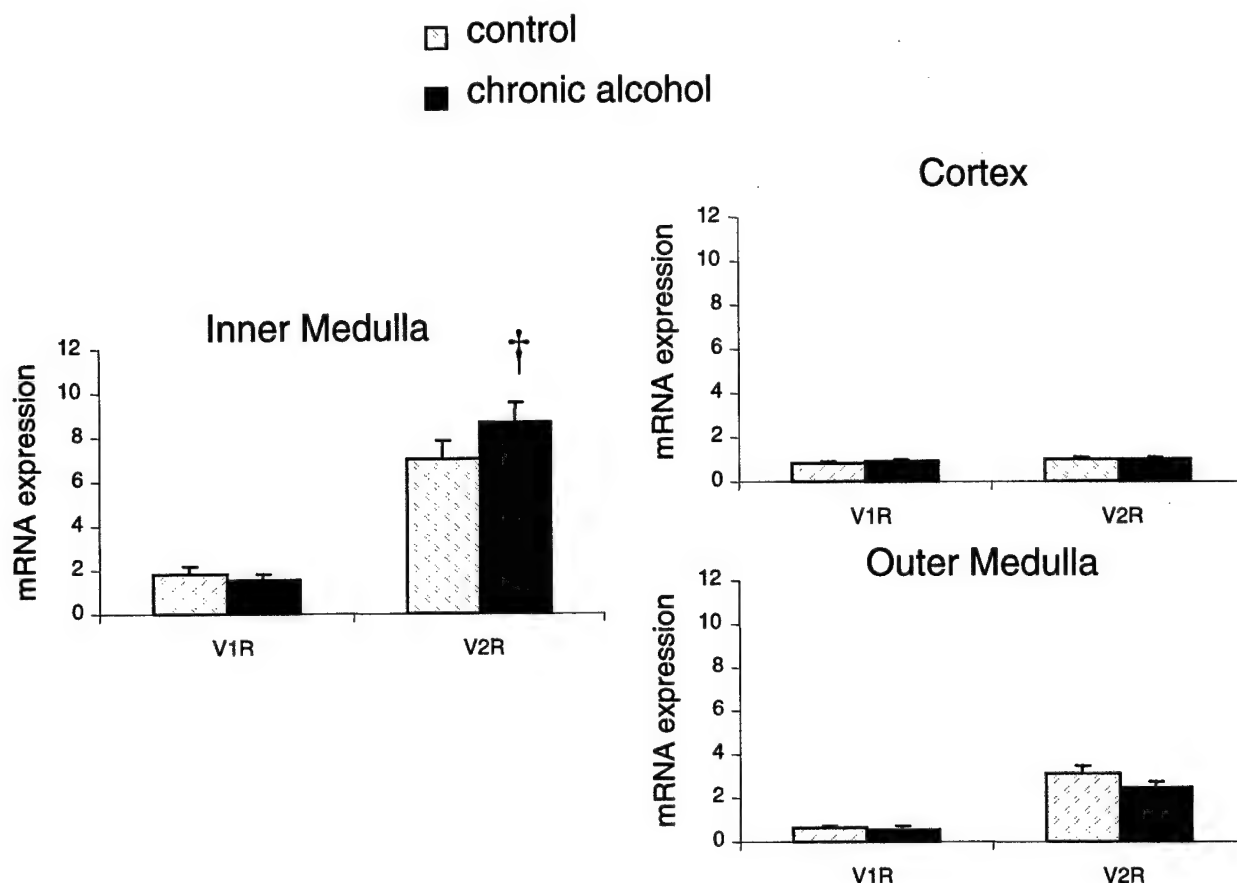 control
chronic alcohol
Inner Medulla
mRNA expression
12
10
8
6
4
2
0
†
V1R
V2R
Cortex
mRNA expression
12
10
8
6
4
2
0
V1R
V2R
Outer Medulla
mRNA expression
12
10
8
6
4
2
0
V1R
V2R